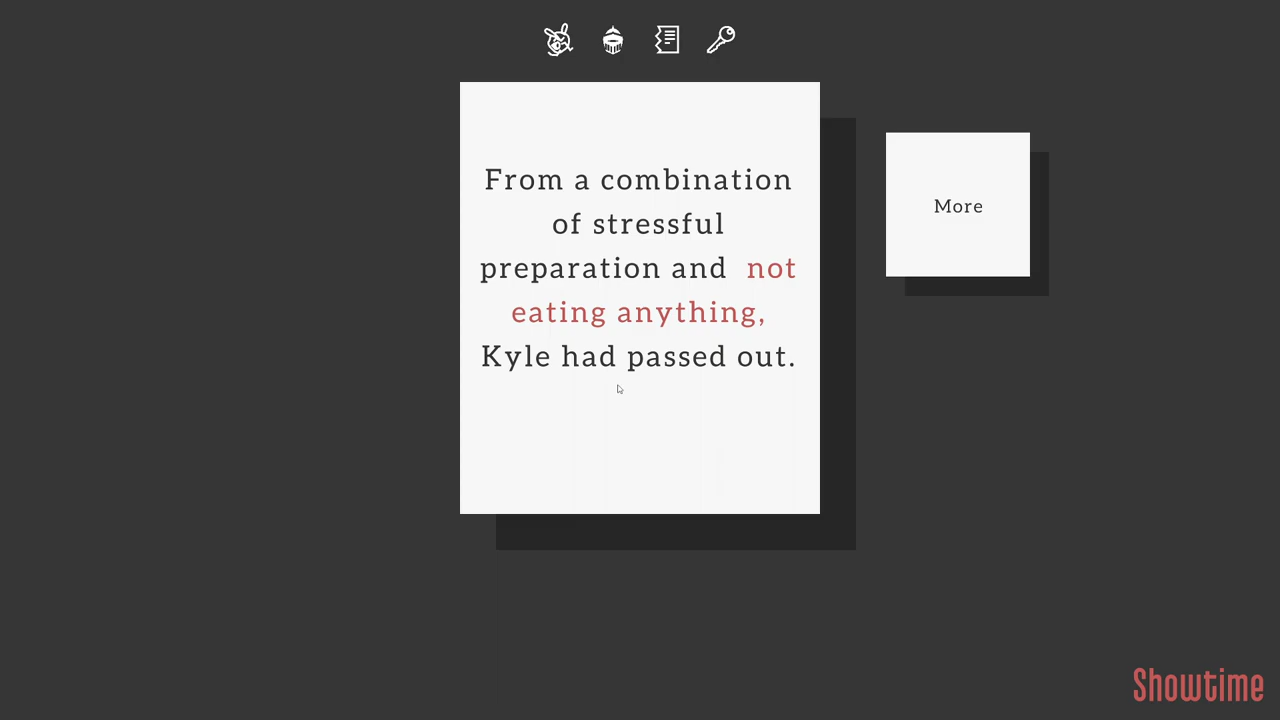 From a combination
of stressful
preparation and not
eating anything,
Kyle had passed out.
More
Showtime